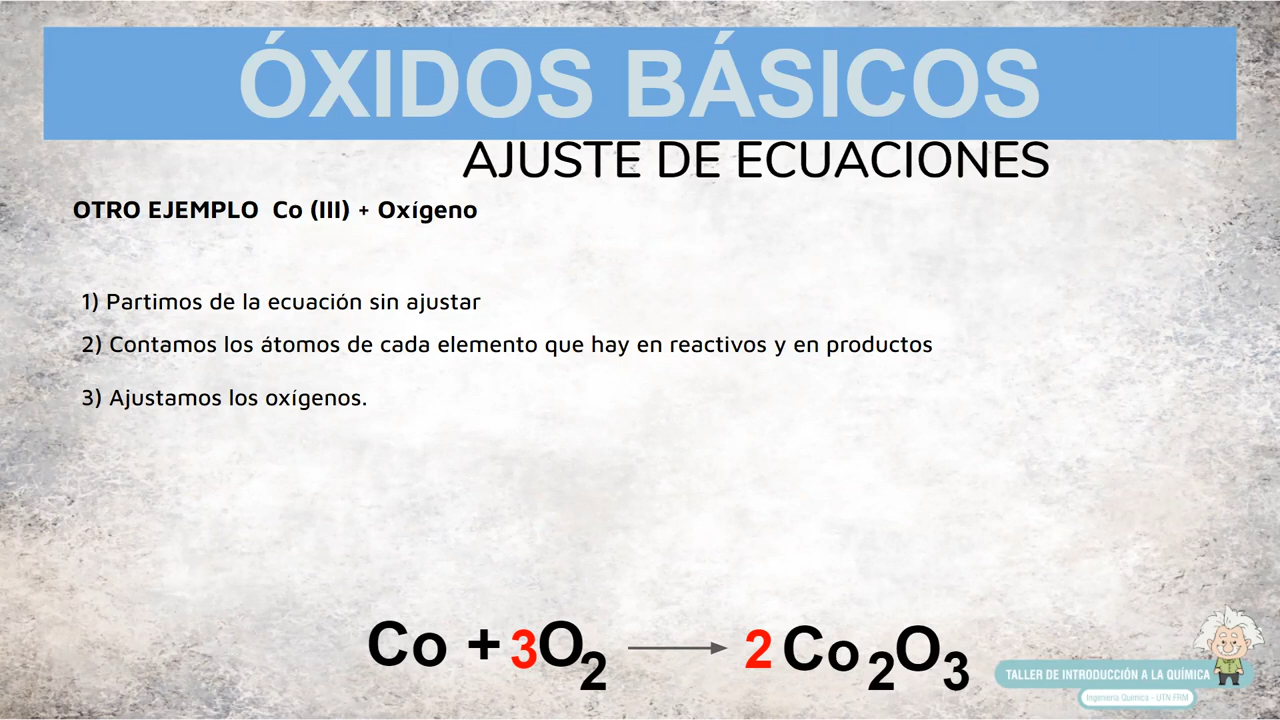 ÓXIDOS BÁSICOS
AJUSTE DE ECUACIONES
OTRO EJEMPLO Co (III) + Oxígeno
1) Partimos de la ecuación sin ajustar
2) Contamos los átomos de cada elemento que hay en reactivos y en productos
3) Ajustamos los oxígenos.
Co + 3O2 → 2 Co2O3
TALLER DE INTRODUCCIÓN A LA QUÍMICA
Ingeniería Química - UTN FRM